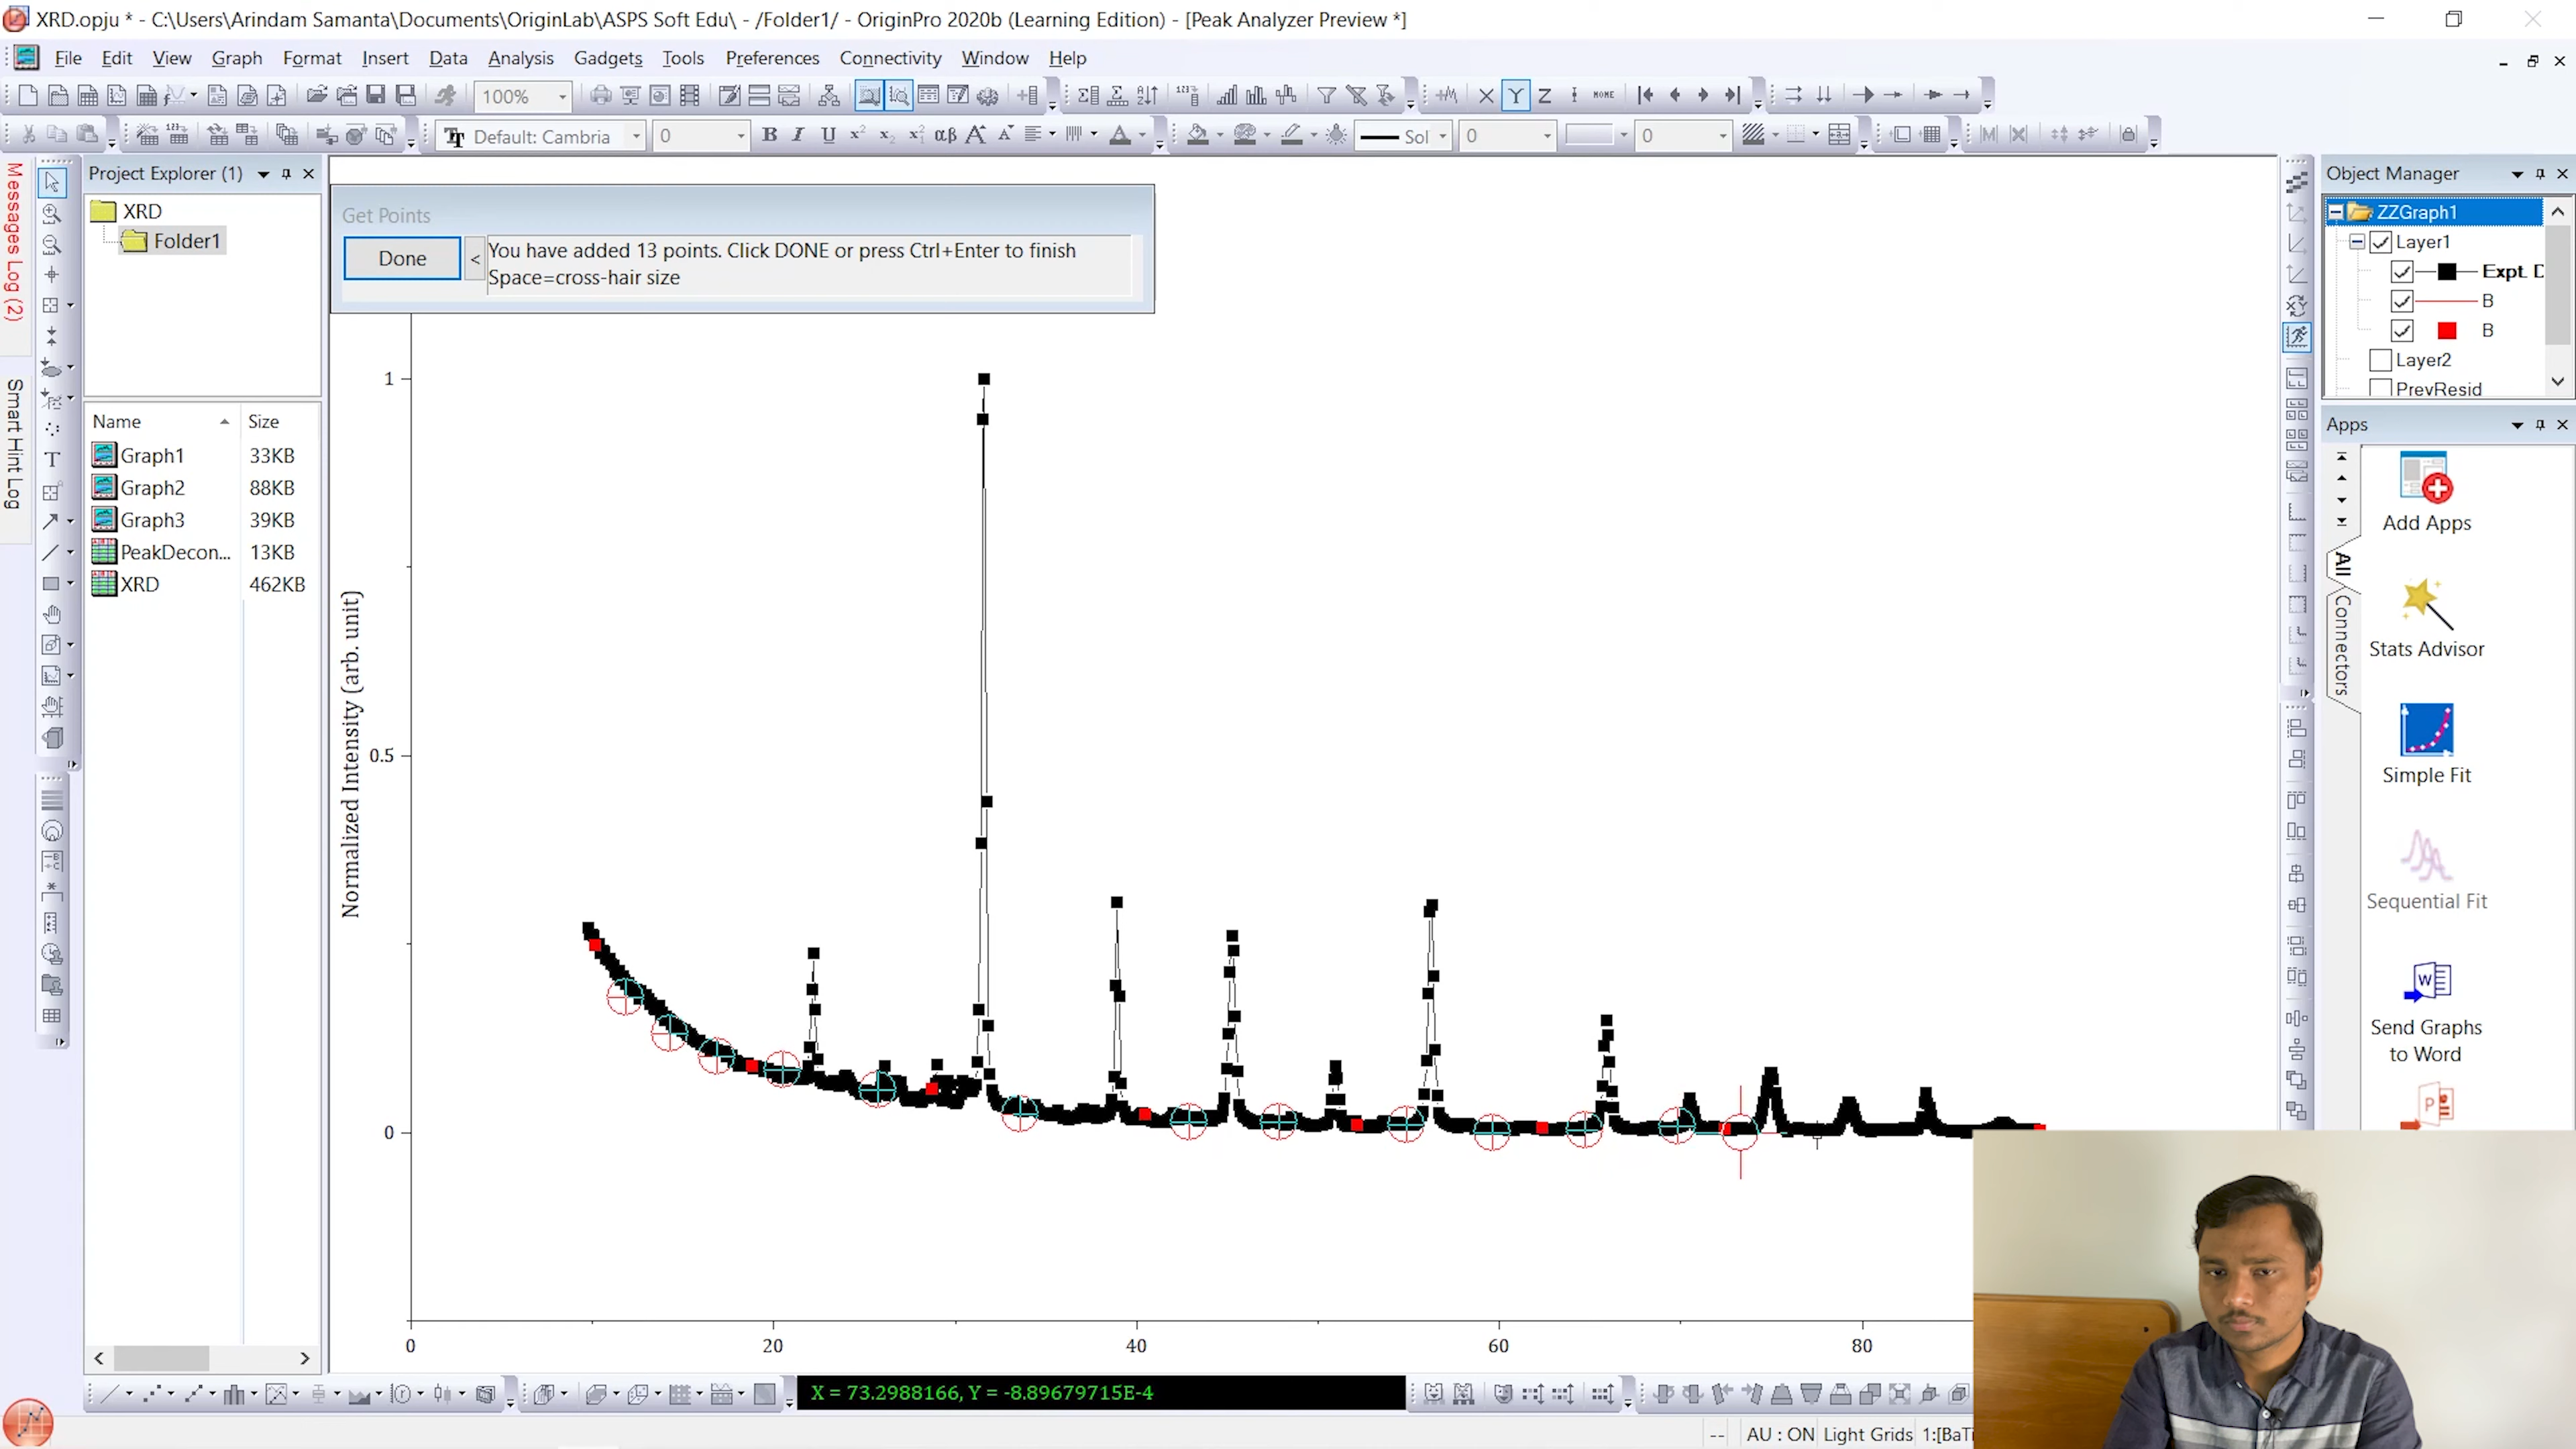 XRD.opju * - C:\Users\Arindam Samanta\Documents\OriginLab\ASPS Soft Edu\ - /Folder1/ - OriginPro 2020b (Learning Edition) - [Peak Analyzer Preview *]
File Edit View Graph Format Insert Data Analysis Gadgets Tools Preferences Connectivity Window Help
100%
X Y Z
Default: Cambria 0 B I U αβ A A A Sol 0 0
Messages Log (2)
Smart Hint Log
Project Explorer (1)
XRD
Folder1
Name Size
Graph1 33KB
Graph2 88KB
Graph3 39KB
PeakDecon... 13KB
XRD 462KB
Get Points
Done < You have added 13 points. Click DONE or press Ctrl+Enter to finish
Space=cross-hair size
Normalized Intensity (arb. unit)
1
0.5
0
0 20 40 60 80
Object Manager
ZZGraph1
Layer1
Expt. D
B
B
Layer2
PrevResid
Apps
All
Connectors
Add Apps
Stats Advisor
Simple Fit
Sequential Fit
Send Graphs
to Word
X = 73.2988166, Y = -8.89679715E-4
-- AU : ON Light Grids 1:[BaTi